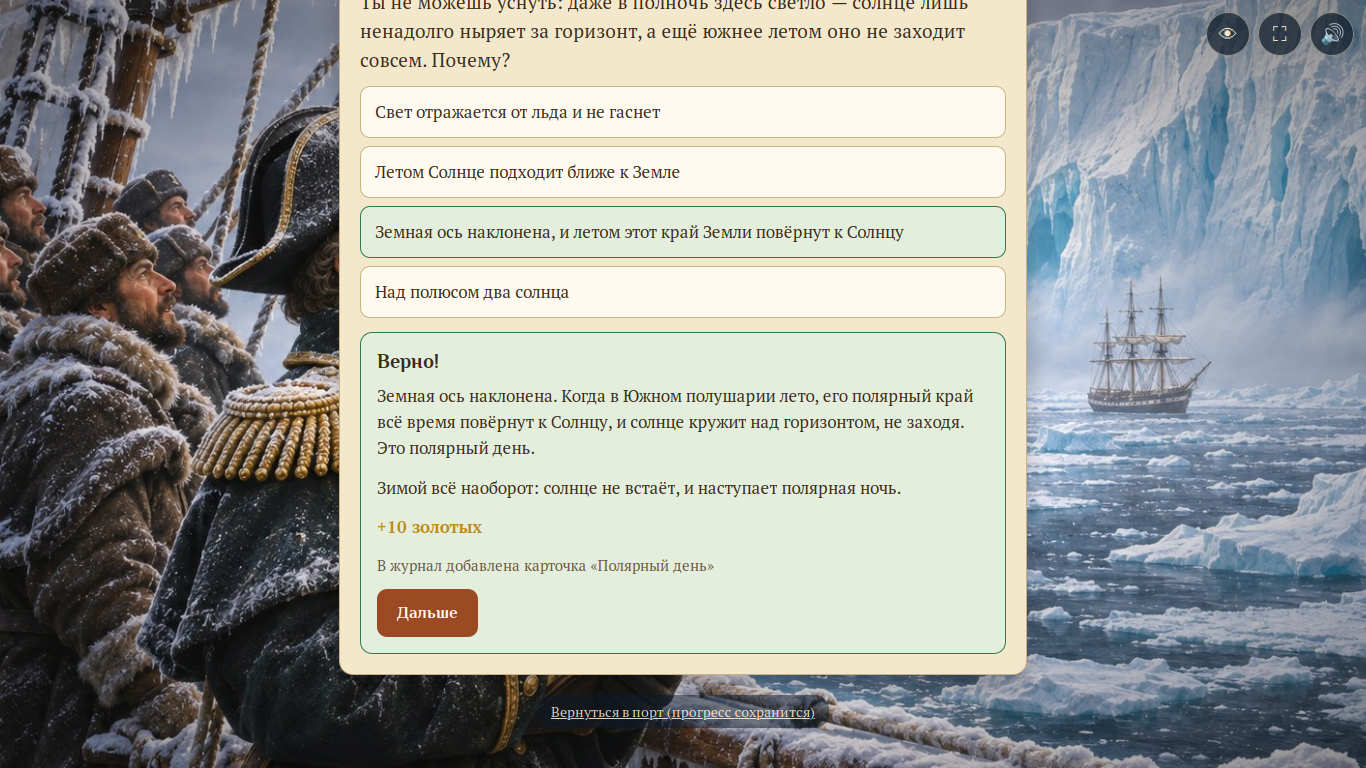 Ты не можешь уснуть: даже в полночь здесь светло — солнце лишь
ненадолго ныряет за горизонт, а ещё южнее летом оно не заходит
совсем. Почему?
Свет отражается от льда и не гаснет
Летом Солнце подходит ближе к Земле
Земная ось наклонена, и летом этот край Земли повёрнут к Солнцу
Над полюсом два солнца
Верно!
Земная ось наклонена. Когда в Южном полушарии лето, его полярный край
всё время повёрнут к Солнцу, и солнце кружит над горизонтом, не заходя.
Это полярный день.
Зимой всё наоборот: солнце не встаёт, и наступает полярная ночь.
+10 золотых
В журнал добавлена карточка «Полярный день»
Дальше
Вернуться в порт (прогресс сохранится)